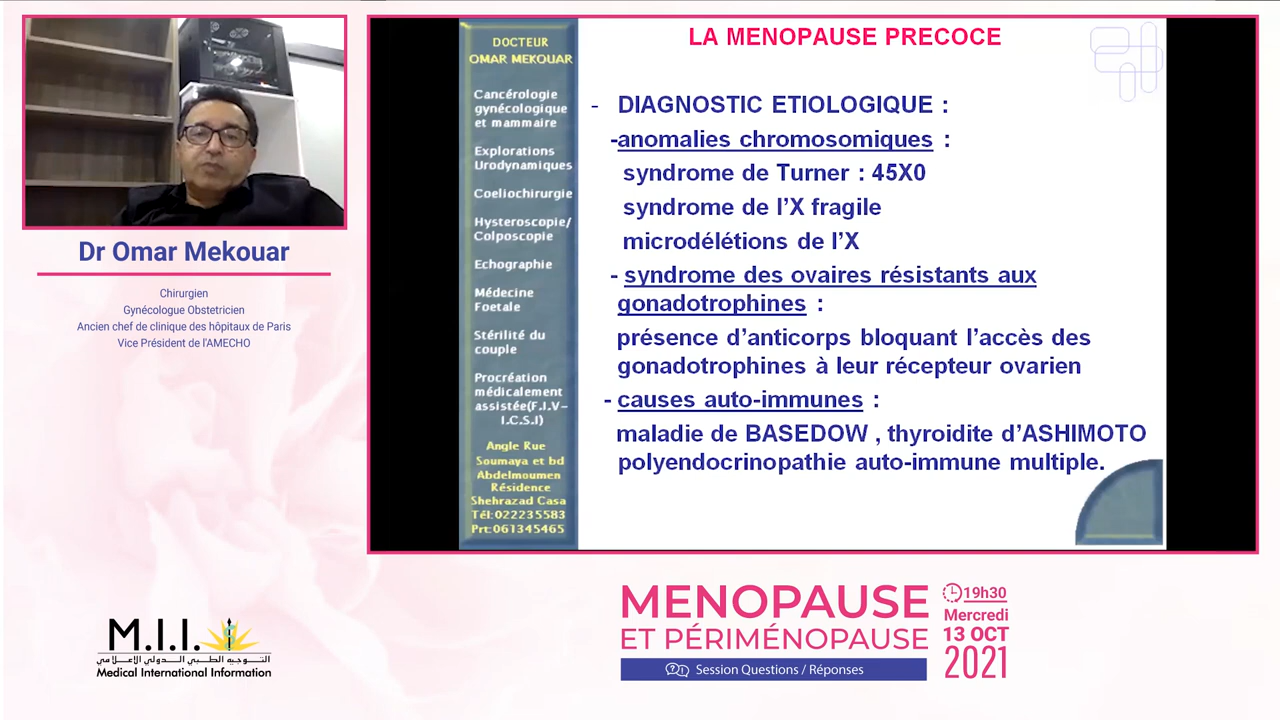 Dr Omar Mekouar
Chirurgien
Gynécologue Obstetricien
Ancien chef de clinique des hôpitaux de Paris
Vice Président de l'AMECHO
M.I.I.
التوجيه الطبي الدولي الاعلامي
Medical International Information
DOCTEUR
OMAR MEKOUAR
Cancérologie
gynécologique
et mammaire
Explorations
Urodynamiques
Coeliochirurgie
Hysteroscopie/
Colposcopie
Echographie
Médecine
Foetale
Stérilité du
couple
Procréation
médicalement
assistée(F.I.V-
I.C.S.I)
Angle Rue
Soumaya et bd
Abdelmoumen
Résidence
Shehrazad Casa
Tél:022235583
Prt:061345465
LA MENOPAUSE PRECOCE
- DIAGNOSTIC ETIOLOGIQUE :
-anomalies chromosomiques :
syndrome de Turner : 45X0
syndrome de l'X fragile
microdélétions de l'X
- syndrome des ovaires résistants aux
gonadotrophines :
présence d'anticorps bloquant l'accès des
gonadotrophines à leur récepteur ovarien
- causes auto-immunes :
maladie de BASEDOW , thyroidite d'ASHIMOTO
polyendocrinopathie auto-immune multiple.
MENOPAUSE
ET PÉRIMÉNOPAUSE
Session Questions / Réponses
19h30
Mercredi
13 OCT
2021